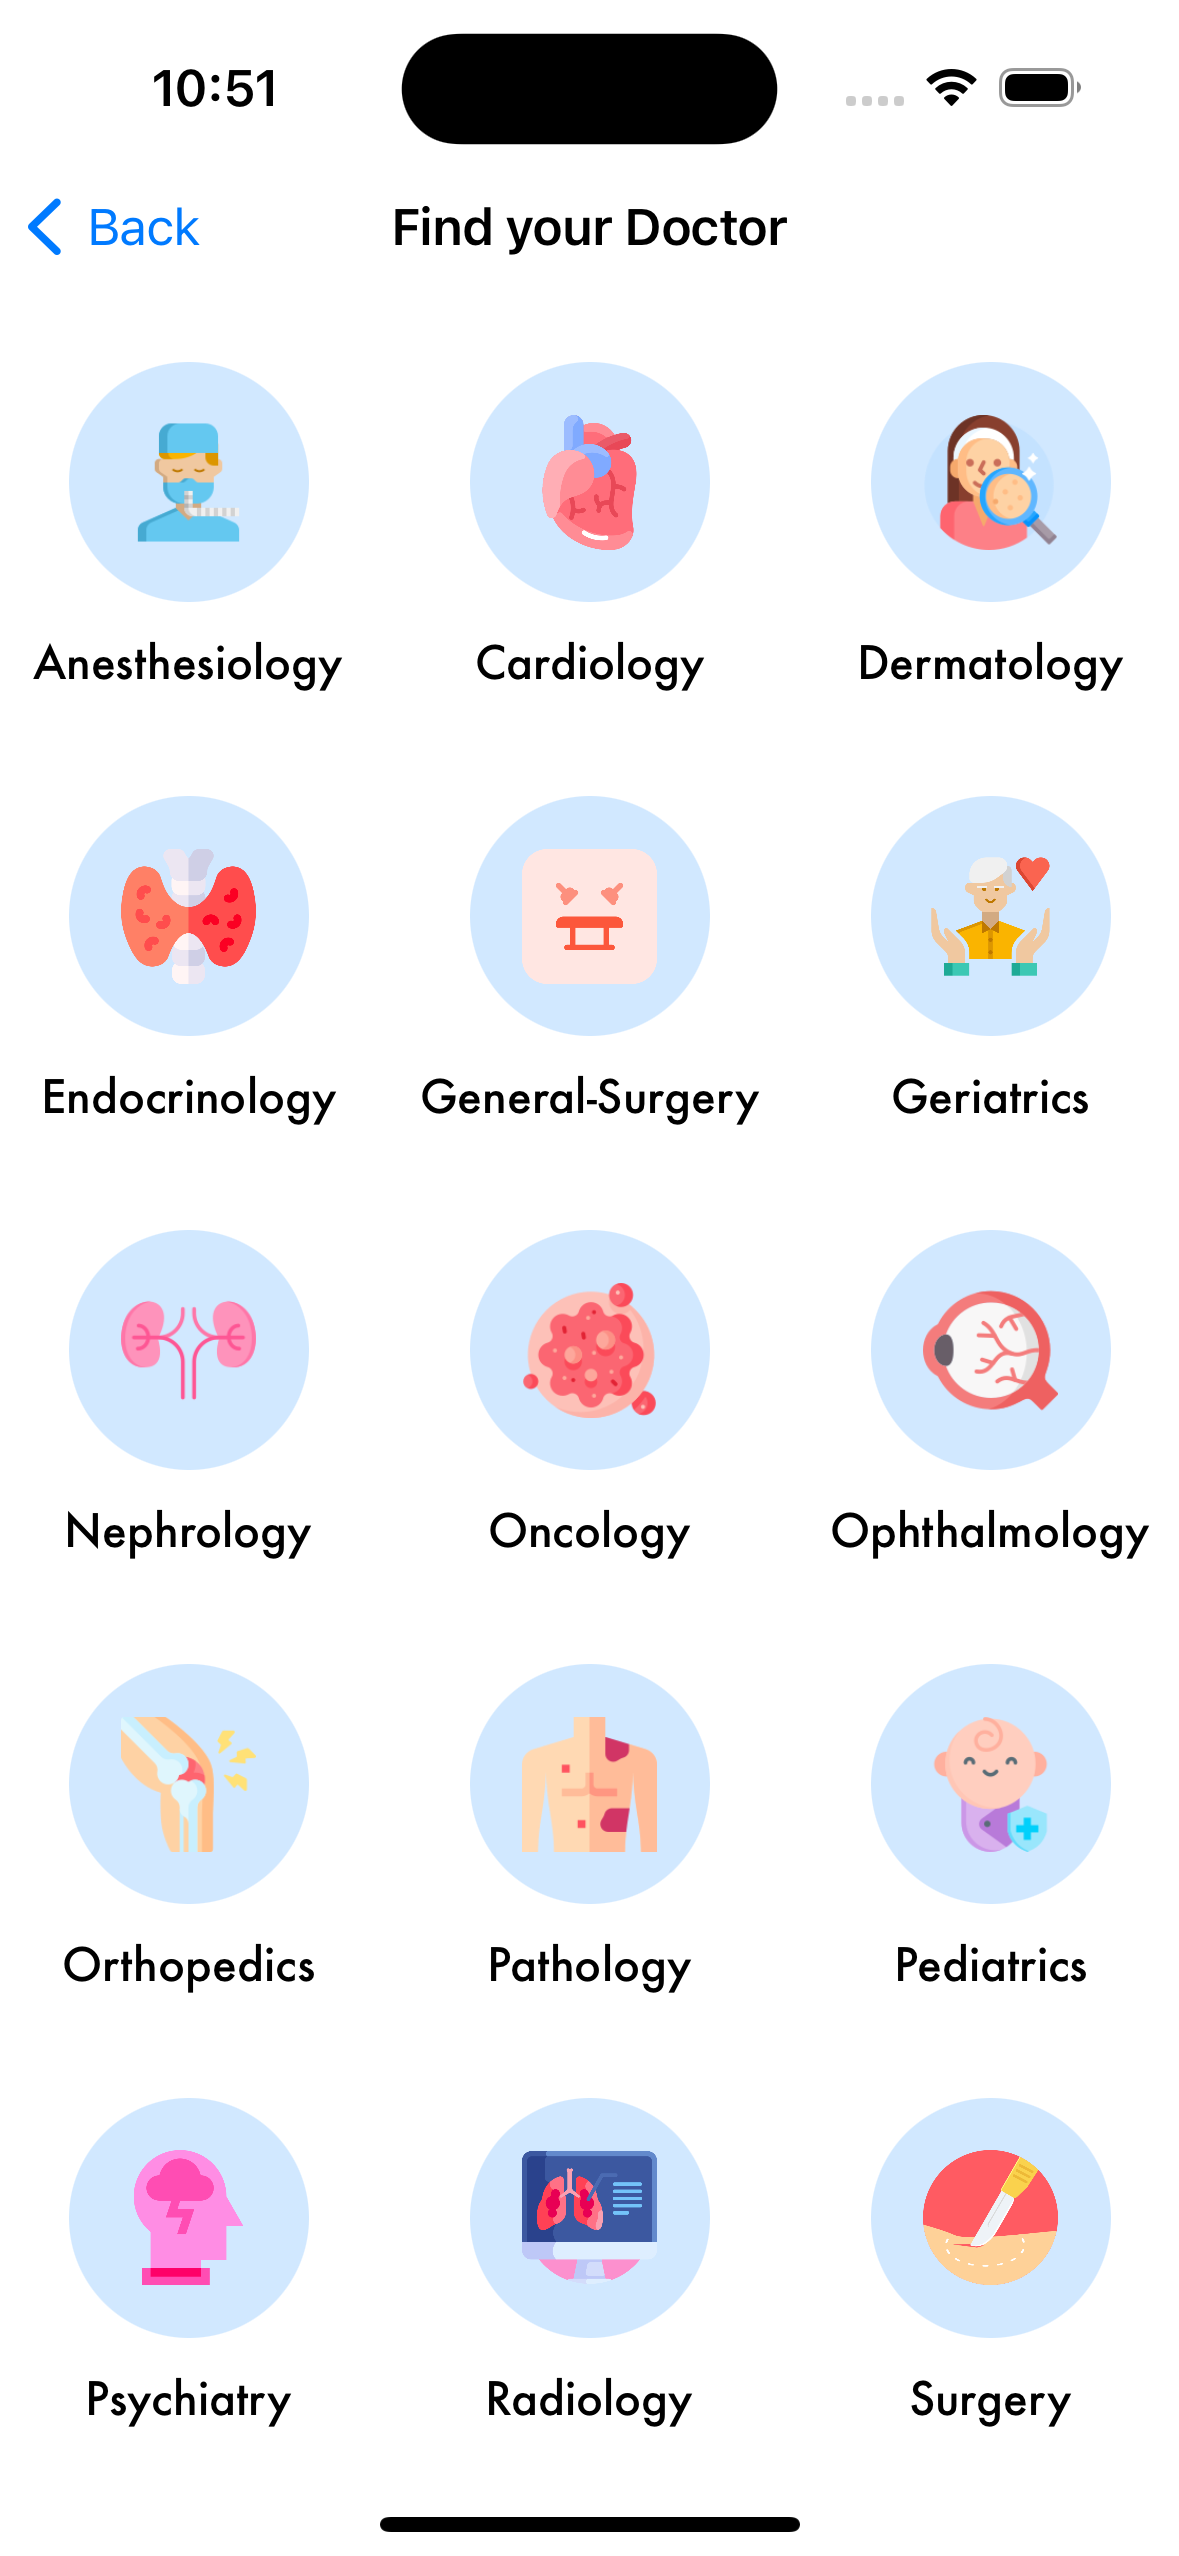 10:51
Back
Find your Doctor
Anesthesiology
Cardiology
Dermatology
Endocrinology
General-Surgery
Geriatrics
Nephrology
Oncology
Ophthalmology
Orthopedics
Pathology
Pediatrics
Psychiatry
Radiology
Surgery